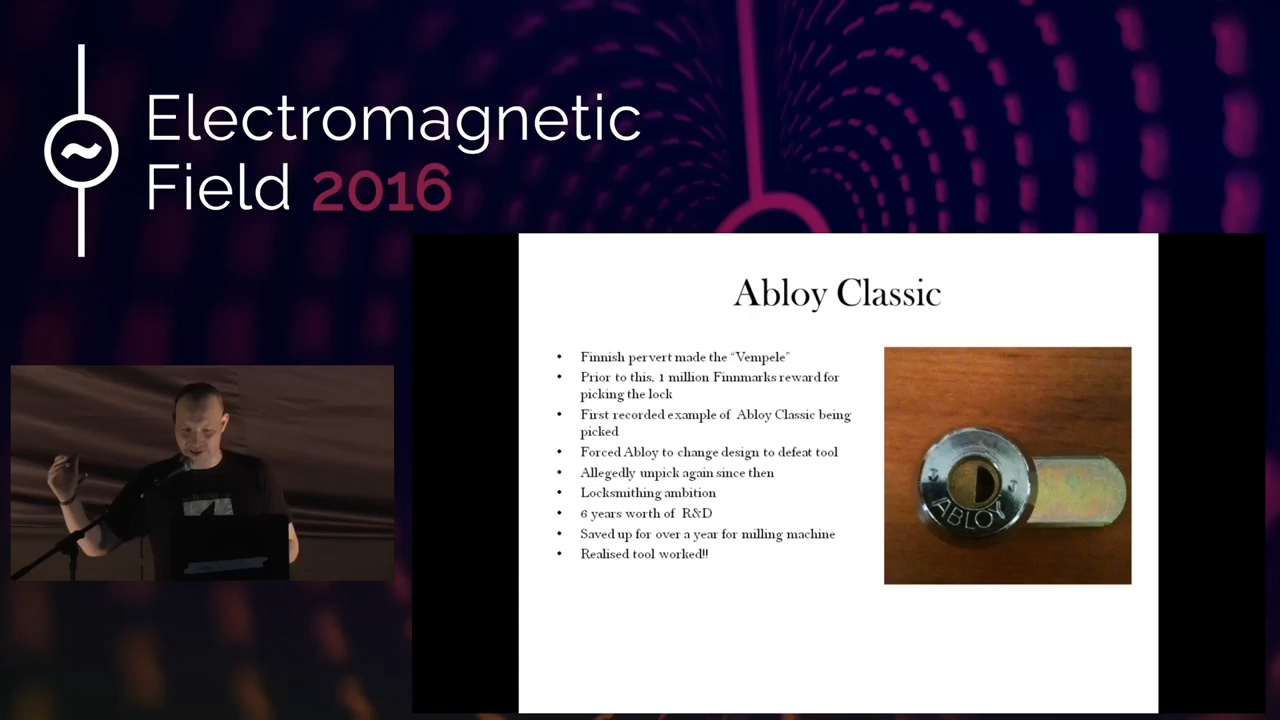 Electromagnetic
Field 2016
Abloy Classic
• Finnish pervert made the “Vempele”
• Prior to this, 1 million Finnmarks reward for
picking the lock
• First recorded example of Abloy Classic being
picked
• Forced Abloy to change design to defeat tool
• Allegedly unpick again since then
• Locksmithing ambition
• 6 years worth of R&D
• Saved up for over a year for milling machine
• Realised tool worked!!
ABLOY